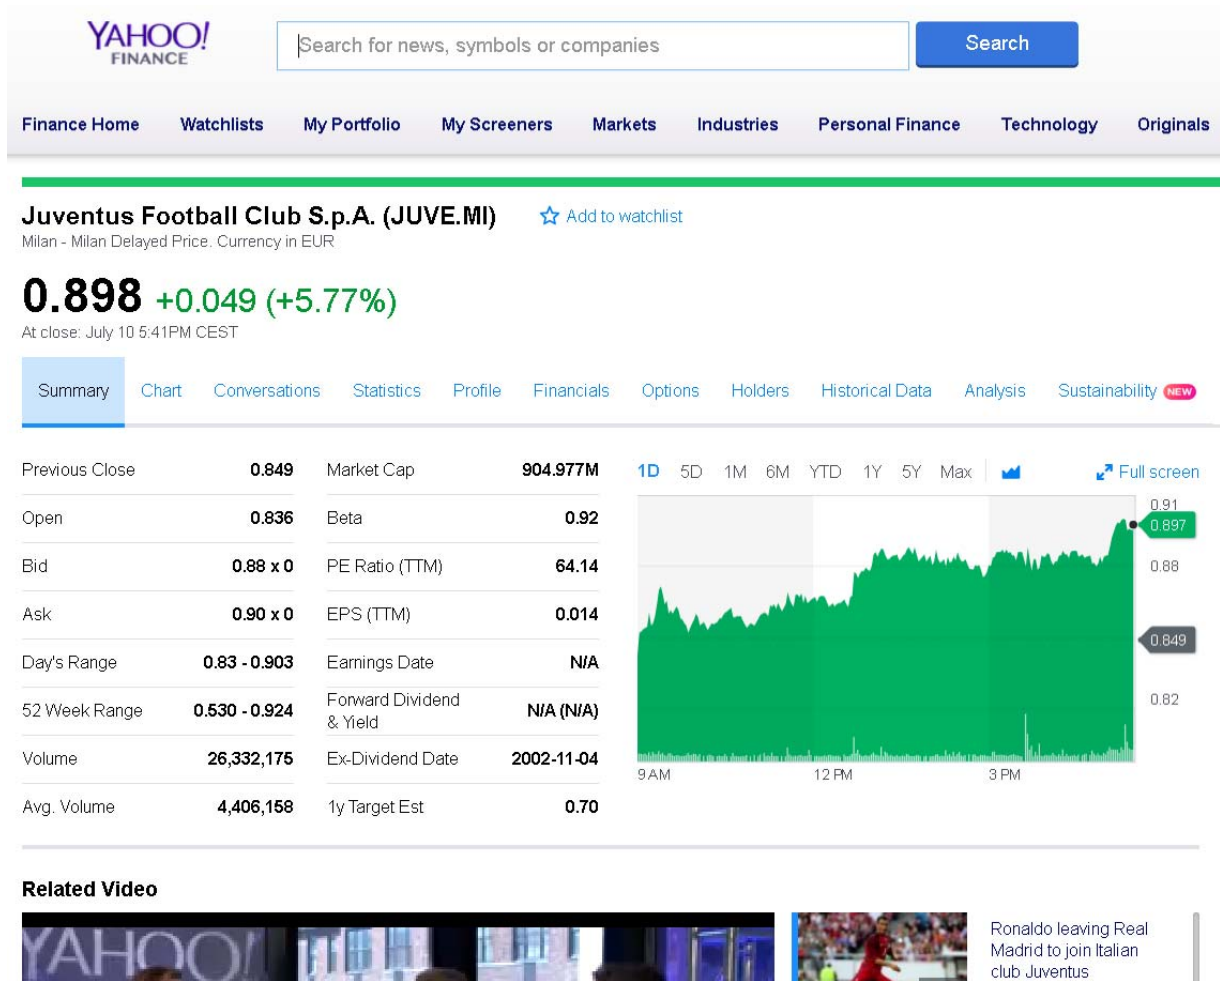 YAHOO!
FINANCE
Search for news, symbols or companies
Search
Finance Home Watchlists My Portfolio My Screeners Markets Industries Personal Finance Technology Originals
Juventus Football Club S.p.A. (JUVE.MI) Add to watchlist
Milan - Milan Delayed Price. Currency in EUR
0.898 +0.049 (+5.77%)
At close: July 10 5:41PM CEST
Summary Chart Conversations Statistics Profile Financials Options Holders Historical Data Analysis Sustainability NEW
Previous Close 0.849
Open 0.836
Bid 0.88 x 0
Ask 0.90 x 0
Day's Range 0.83 - 0.903
52 Week Range 0.530 - 0.924
Volume 26,332,175
Avg. Volume 4,406,158
Market Cap 904.977M
Beta 0.92
PE Ratio (TTM) 64.14
EPS (TTM) 0.014
Earnings Date N/A
Forward Dividend
& Yield N/A (N/A)
Ex-Dividend Date 2002-11-04
1y Target Est 0.70
1D 5D 1M 6M YTD 1Y 5Y Max Full screen
0.91
0.897
0.88
0.849
0.82
9 AM 12 PM 3 PM
Related Video
YAHOO!
Ronaldo leaving Real
Madrid to join Italian
club Juventus